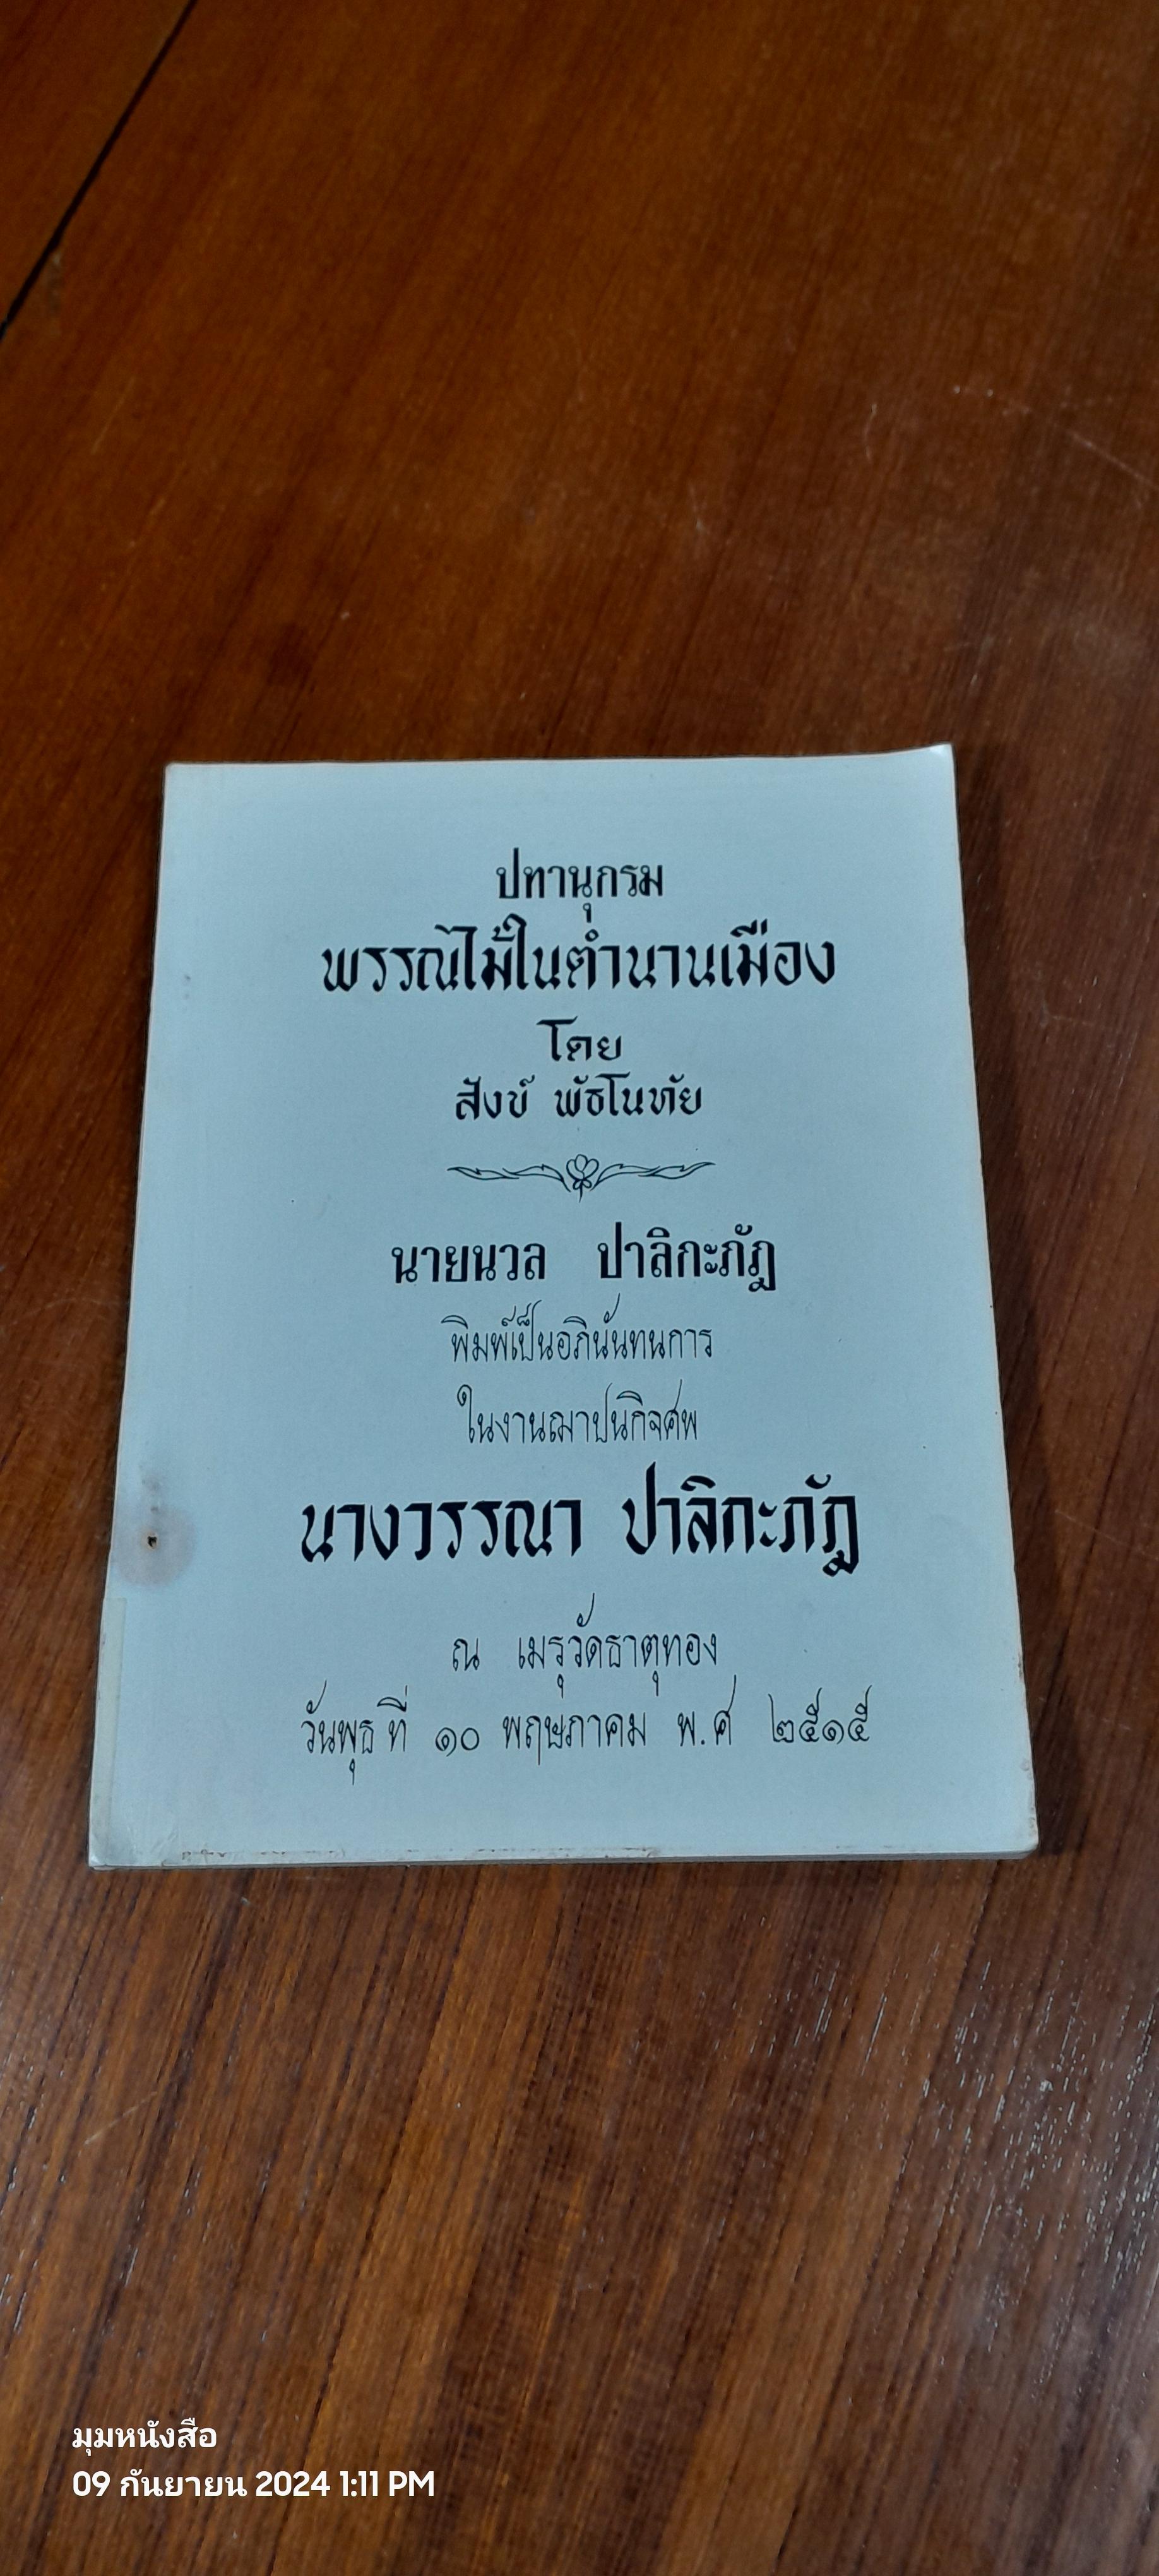 ปทานุกรม
พรรณไม้ในตำนานเมือง
โดย
สังข์ พัธโนทัย
นายนวล ปาลิกะภัฎ
พิมพ์เป็นอภินันทนการ
ในงานฌาปนกิจศพ
นางวรรณา ปาลิกะภัฎ
ณ เมรุวัดธาตุทอง
วันพุธ ที่ ๑๐ พฤษภาคม พ.ศ ๒๕๑๕
มุมหนังสือ
09 กันยายน 2024 1:11 PM